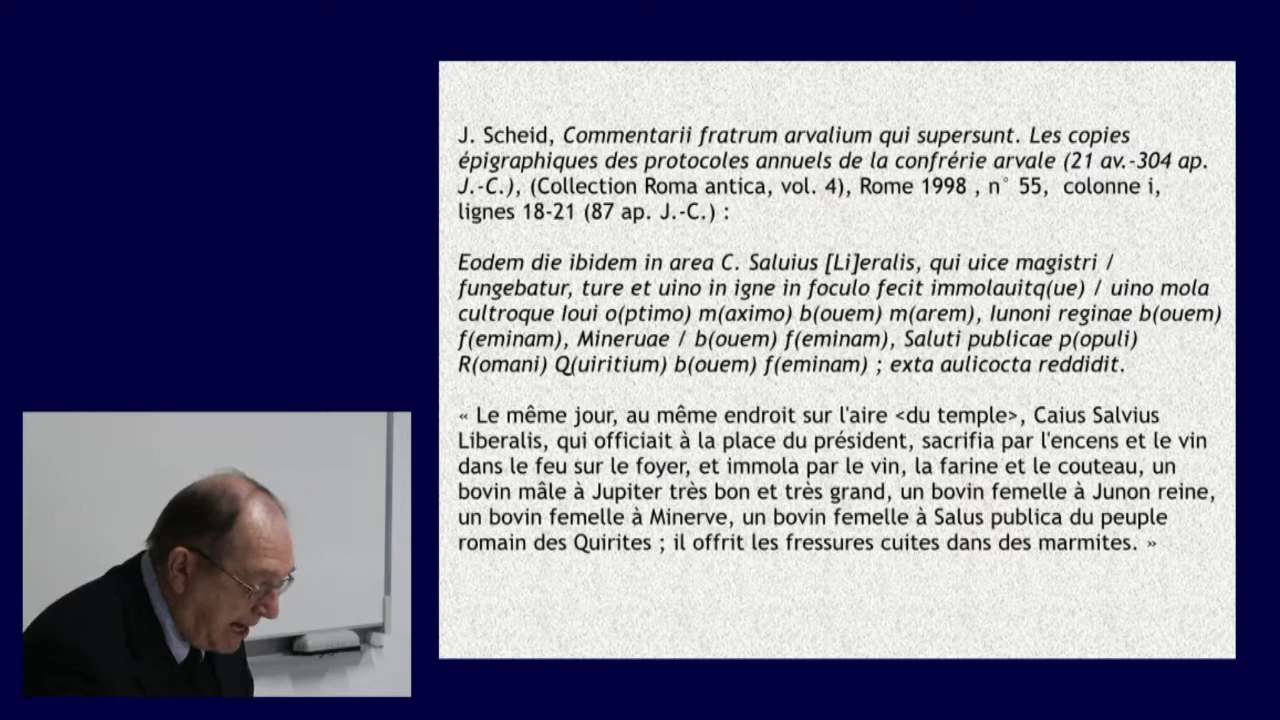 J. Scheid, Commentarii fratrum arvalium qui supersunt. Les copies
épigraphiques des protocoles annuels de la confrérie arvale (21 av.-304 ap.
J.-C.), (Collection Roma antica, vol. 4), Rome 1998 , n° 55, colonne i,
lignes 18-21 (87 ap. J.-C.) :
Eodem die ibidem in area C. Saluius [Li]eralis, qui uice magistri /
fungebatur, ture et uino in igne in foculo fecit immolauitq(ue) / uino mola
cultroque Ioui o(ptimo) m(aximo) b(ouem) m(arem), Iunoni reginae b(ouem)
f(eminam), Mineruae / b(ouem) f(eminam), Saluti publicae p(opuli)
R(omani) Q(uiritium) b(ouem) f(eminam) ; exta aulicocta reddidit.
« Le même jour, au même endroit sur l'aire <du temple>, Caius Salvius
Liberalis, qui officiait à la place du président, sacrifia par l'encens et le vin
dans le feu sur le foyer, et immola par le vin, la farine et le couteau, un
bovin mâle à Jupiter très bon et très grand, un bovin femelle à Junon reine,
un bovin femelle à Minerve, un bovin femelle à Salus publica du peuple
romain des Quirites ; il offrit les fressures cuites dans des marmites. »